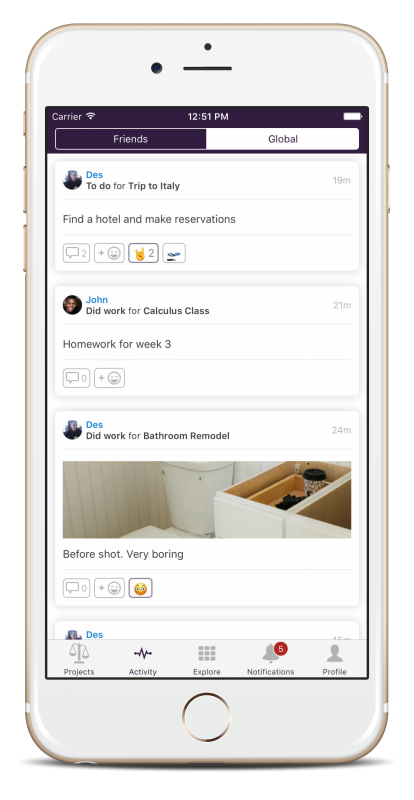 Carrier 12:51 PM
Friends Global
Des
19m
To do for Trip to Italy
Find a hotel and make reservations
2 + 2
John
21m
Did work for Calculus Class
Homework for week 3
0 +
Des
24m
Did work for Bathroom Remodel
Before shot. Very boring
0 +
Des
5
Projects Activity Explore Notifications Profile